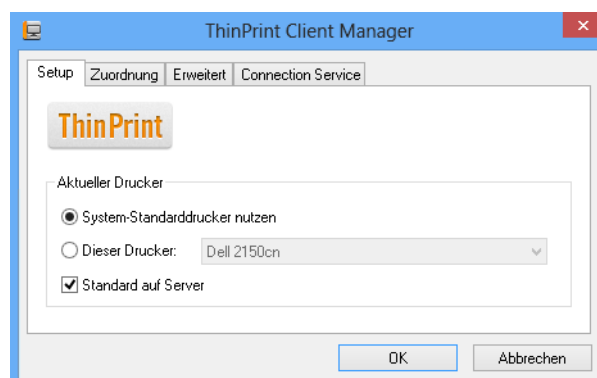 ThinPrint Client Manager
Setup Zuordnung Erweitert Connection Service
ThinPrint
Aktueller Drucker
System-Standarddrucker nutzen
Dieser Drucker: Dell 2150cn
Standard auf Server
OK Abbrechen